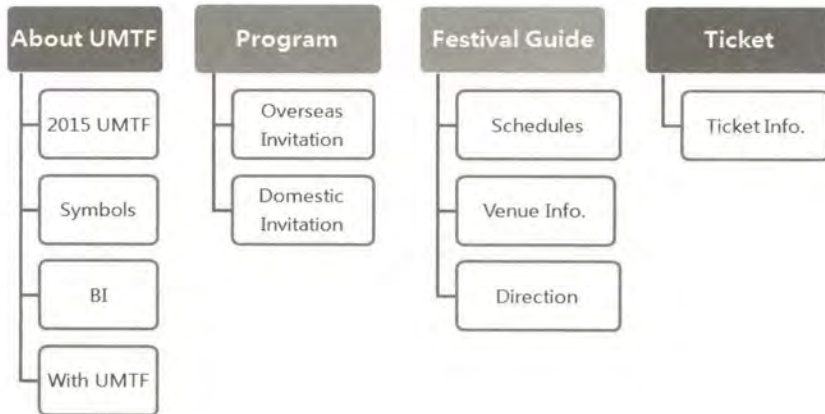 About UMTF
2015 UMTF
Symbols
BI
With UMTF
Program
Overseas
Invitation
Domestic
Invitation
Festival Guide
Schedules
Venue Info.
Direction
Ticket
Ticket Info.